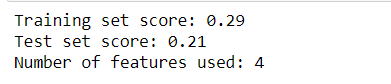 Training set score: 0.29
Test set score: 0.21
Number of features used: 4